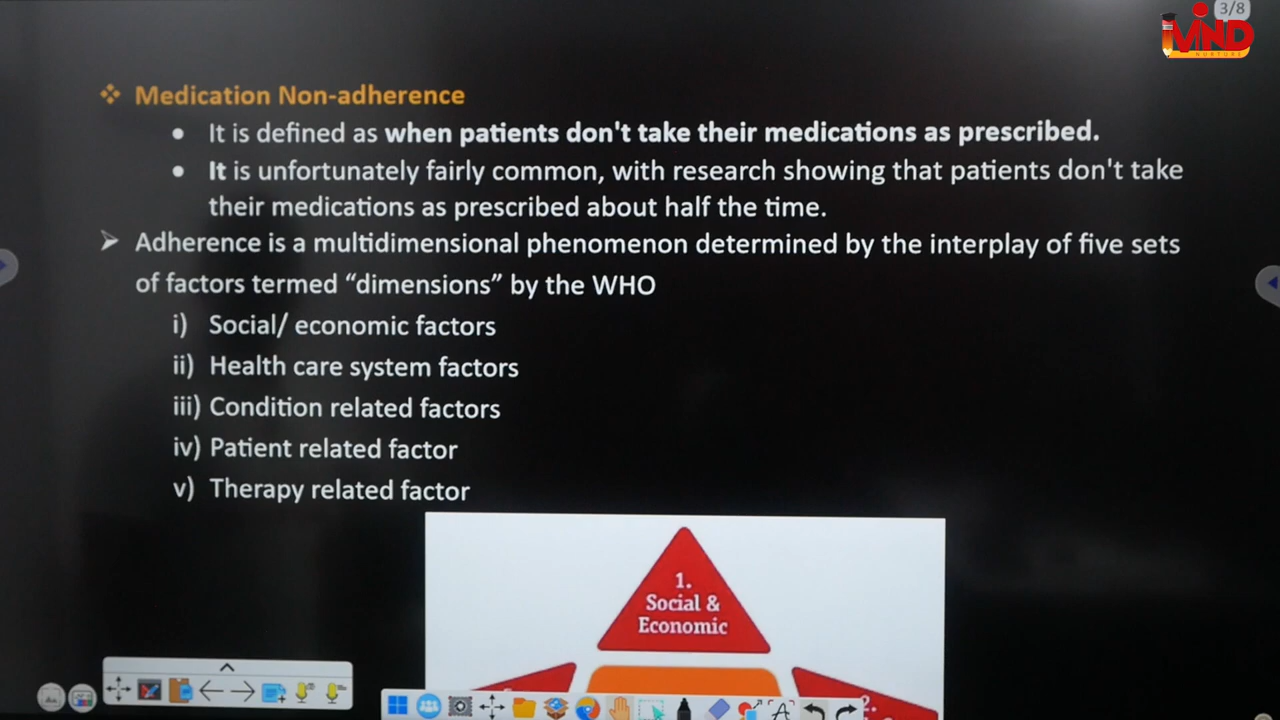 3/8
iMIND
NURTURE
Medication Non-adherence
It is defined as when patients don't take their medications as prescribed.
It is unfortunately fairly common, with research showing that patients don't take
their medications as prescribed about half the time.
Adherence is a multidimensional phenomenon determined by the interplay of five sets
of factors termed “dimensions” by the WHO
i) Social/ economic factors
ii) Health care system factors
iii) Condition related factors
iv) Patient related factor
v) Therapy related factor
1.
Social &
Economic
2.